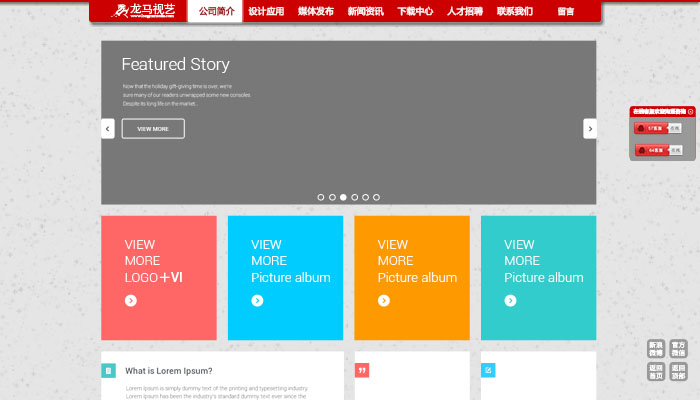 龙马视艺
公司简介
设计应用
媒体发布
新闻资讯
下载中心
人才招聘
联系我们
留言
Featured Story
Now that the holiday gift-giving time is over, we're
sure many of our readers unwrapped some new consoles.
Despite its long life on the market...
VIEW MORE
VIEW
MORE
LOGO+VI
VIEW
MORE
Picture album
VIEW
MORE
Picture album
VIEW
MORE
Picture album
What is Lorem Ipsum?
Lorem Ipsum is simply dummy text of the printing and typesetting industry.
Lorem Ipsum has been the industry's standard dummy text ever since the
新浪
微博
官方
微信
返回
首页
返回
顶部